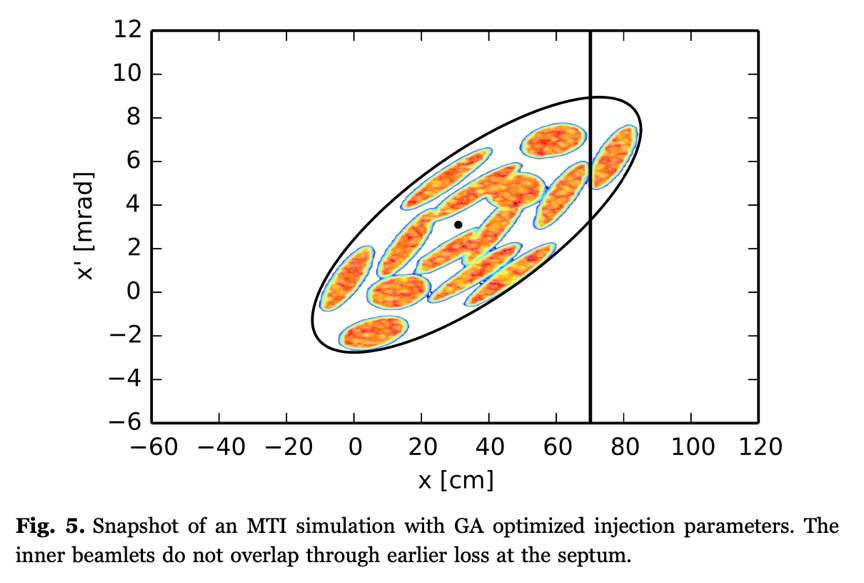 12
10
8
6
4
2
0
−2
−4
−6
x' [mrad]
−60 −40 −20 0 20 40 60 80 100 120
x [cm]
Fig. 5. Snapshot of an MTI simulation with GA optimized injection parameters. The
inner beamlets do not overlap through earlier loss at the septum.